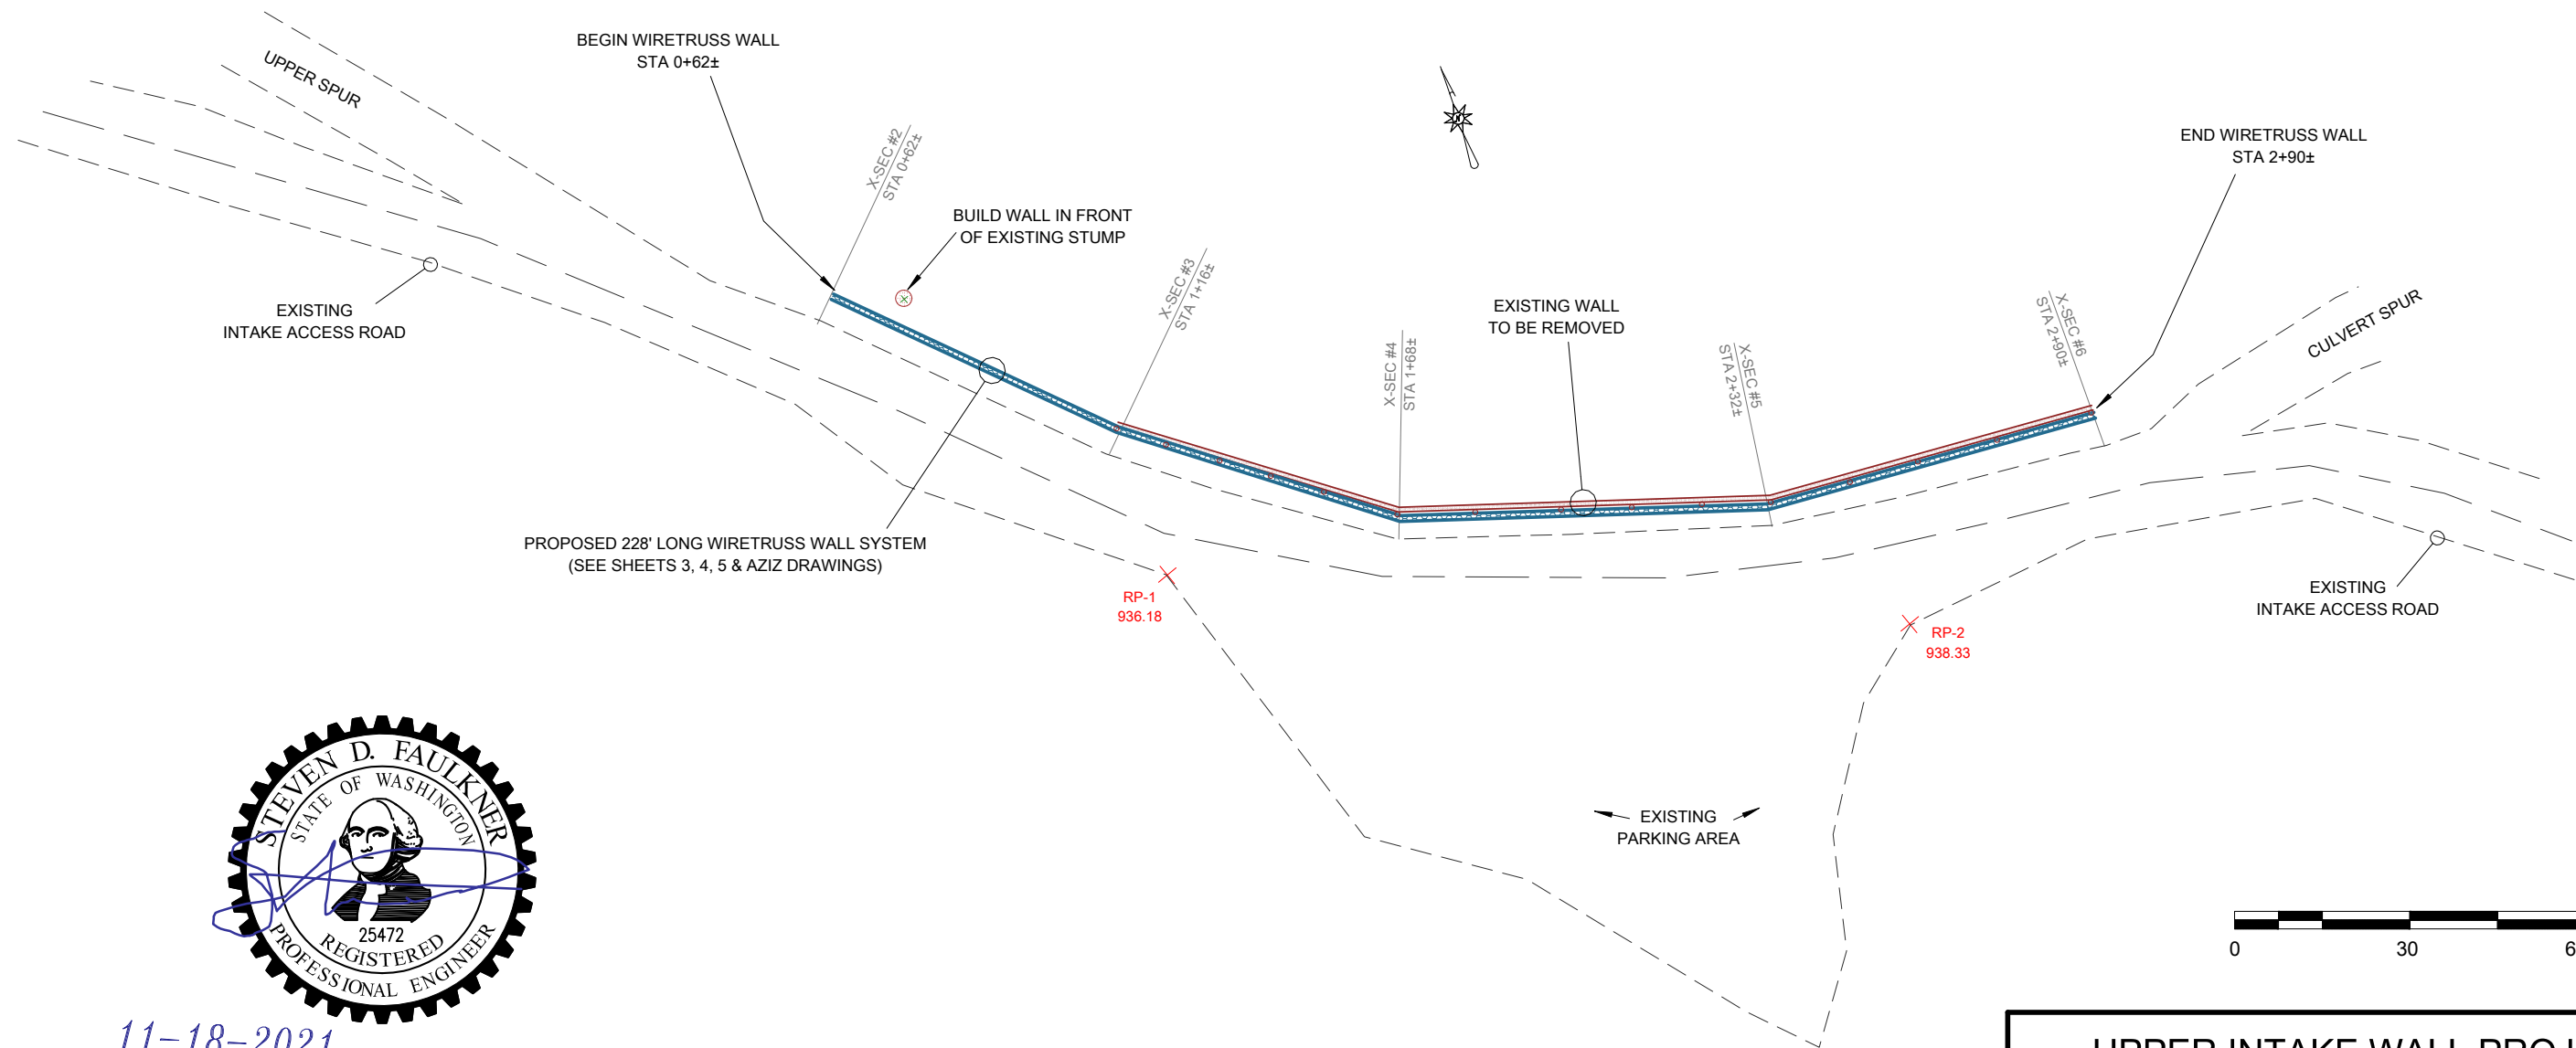 UPPER SPUR
BEGIN WIRETRUSS WALL
STA 0+62±
X-SEC #2
STA 0+62±
BUILD WALL IN FRONT
OF EXISTING STUMP
END WIRETRUSS WALL
STA 2+90±
EXISTING
INTAKE ACCESS ROAD
X-SEC #3
STA 1+16±
EXISTING WALL
TO BE REMOVED
X-SEC #4
STA 1+68±
X-SEC #5
STA 2+32±
X-SEC #6
STA 2+90±
CULVERT SPUR
PROPOSED 228' LONG WIRETRUSS WALL SYSTEM
(SEE SHEETS 3, 4, 5 & AZIZ DRAWINGS)
RP-1
936.18
RP-2
938.33
EXISTING
INTAKE ACCESS ROAD
EXISTING
PARKING AREA
STEVEN D. FAULKNER
STATE OF WASHINGTON
25472
REGISTERED
PROFESSIONAL ENGINEER
11-18-2021
0 30 6
UPPER INTAKE WALL PROJ